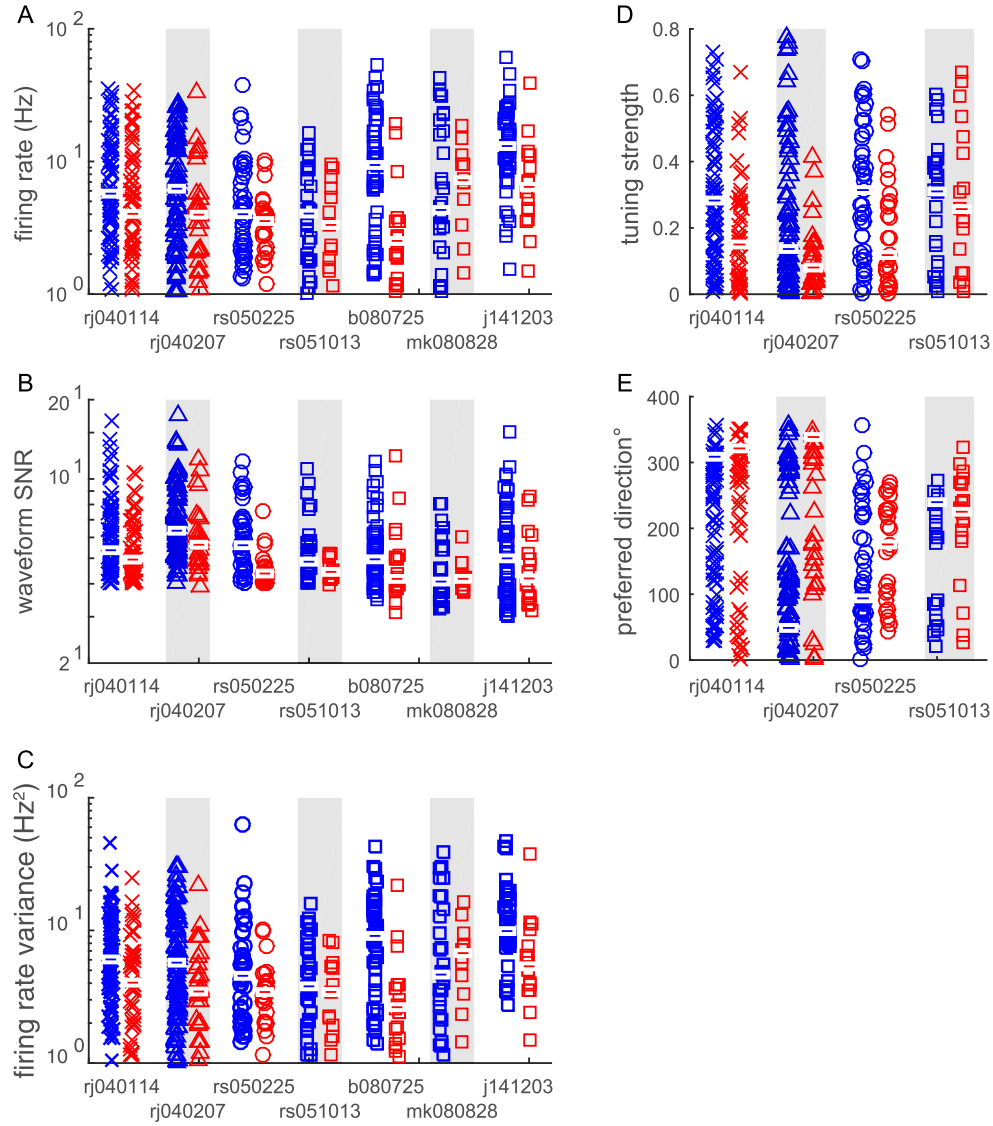 A
firing rate (Hz)
10 2
10 1
10 0
rj040114
rs050225
b080725
j141203
rj040207
rs051013
mk080828
B
waveform SNR
20 1
10 1
2 1
rj040114
rs050225
b080725
j141203
rj040207
rs051013
mk080828
C
firing rate variance (Hz²)
10 2
10 1
10 0
rj040114
rs050225
b080725
j141203
rj040207
rs051013
mk080828
D
tuning strength
0.8
0.6
0.4
0.2
0
rj040114
rs050225
rj040207
rs051013
E
preferred direction°
400
300
200
100
0
rj040114
rs050225
rj040207
rs051013